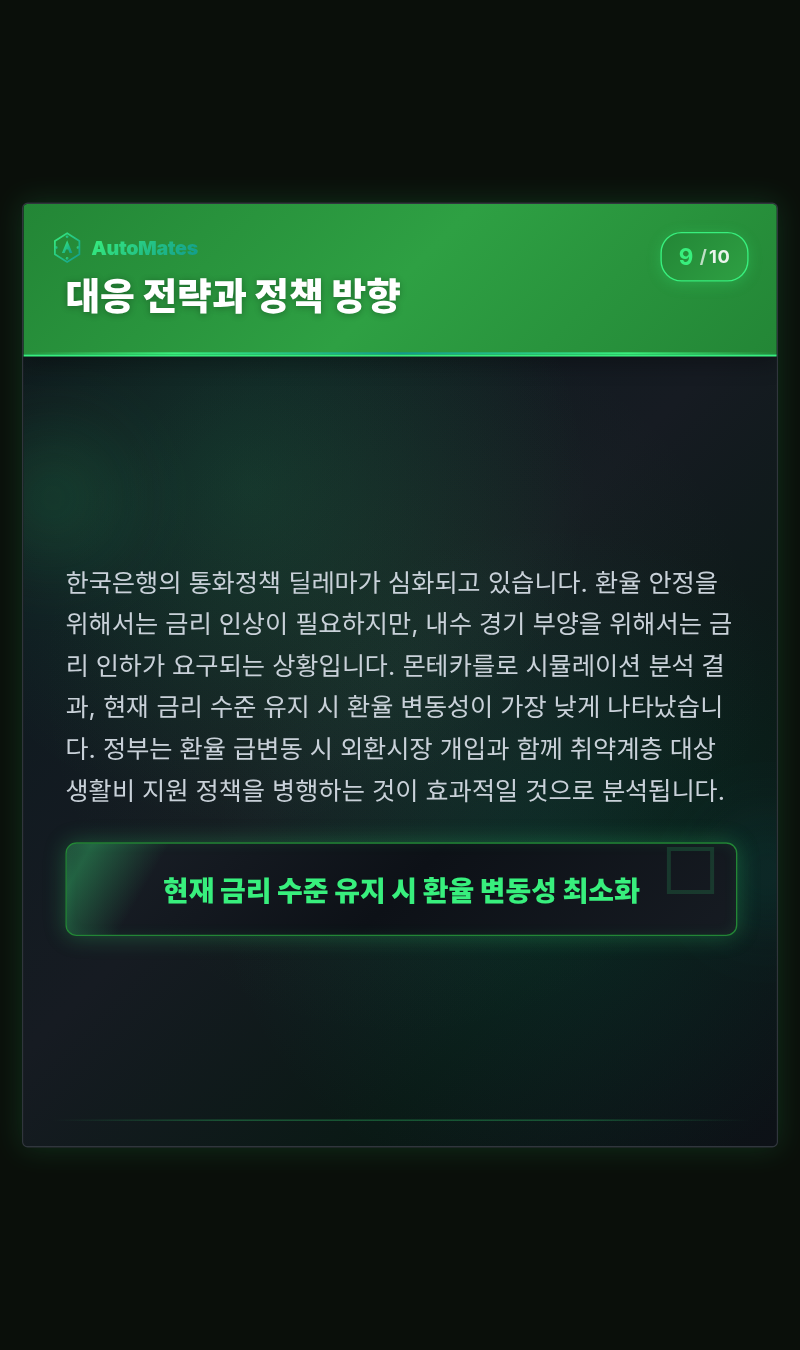 AutoMates
9 /10
대응 전략과 정책 방향
한국은행의 통화정책 딜레마가 심화되고 있습니다. 환율 안정을
위해서는 금리 인상이 필요하지만, 내수 경기 부양을 위해서는 금
리 인하가 요구되는 상황입니다. 몬테카를로 시뮬레이션 분석 결
과, 현재 금리 수준 유지 시 환율 변동성이 가장 낮게 나타났습니
다. 정부는 환율 급변동 시 외환시장 개입과 함께 취약계층 대상
생활비 지원 정책을 병행하는 것이 효과적일 것으로 분석됩니다.
현재 금리 수준 유지 시 환율 변동성 최소화